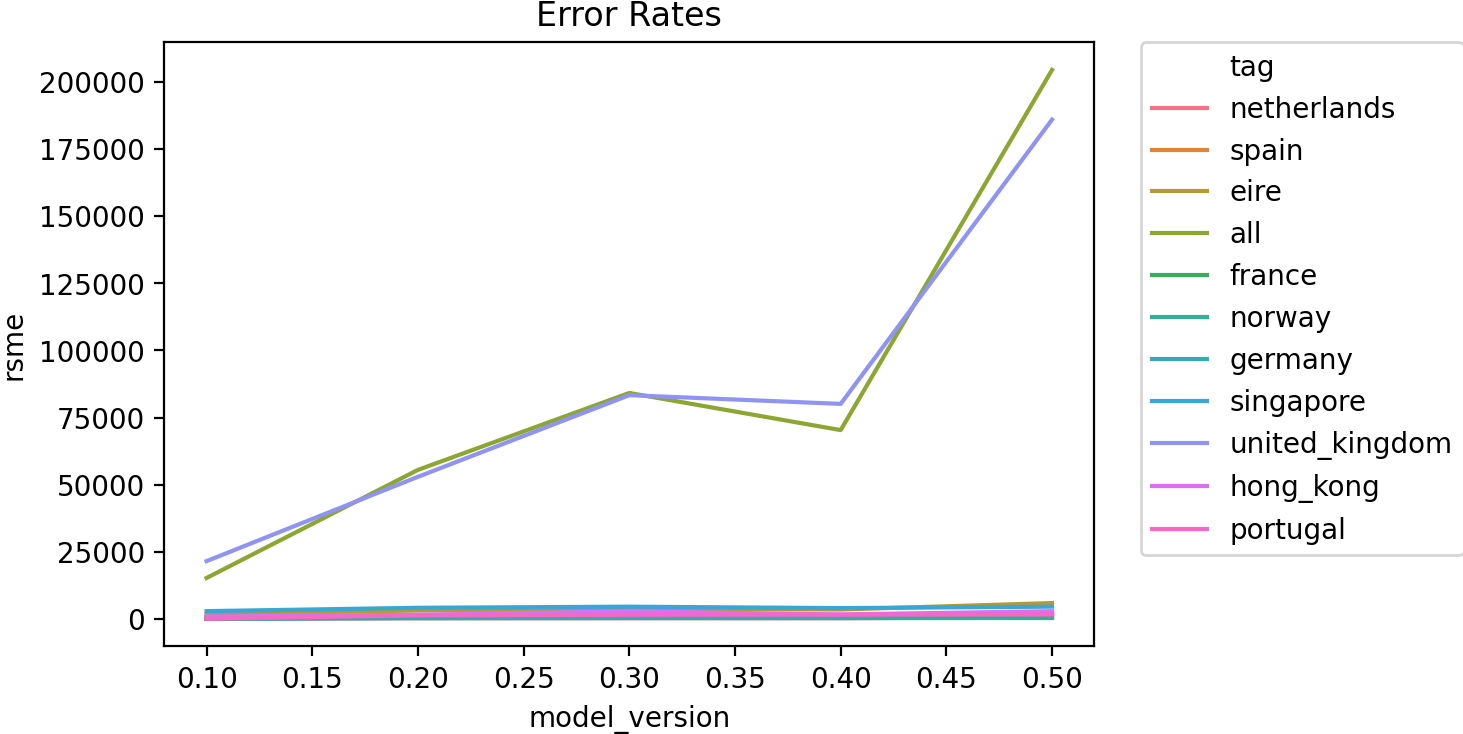 Error Rates
200000
175000
150000
125000
100000
75000
50000
25000
0
rsme
0.10 0.15 0.20 0.25 0.30 0.35 0.40 0.45 0.50
model_version
tag
netherlands
spain
eire
all
france
norway
germany
singapore
united_kingdom
hong_kong
portugal